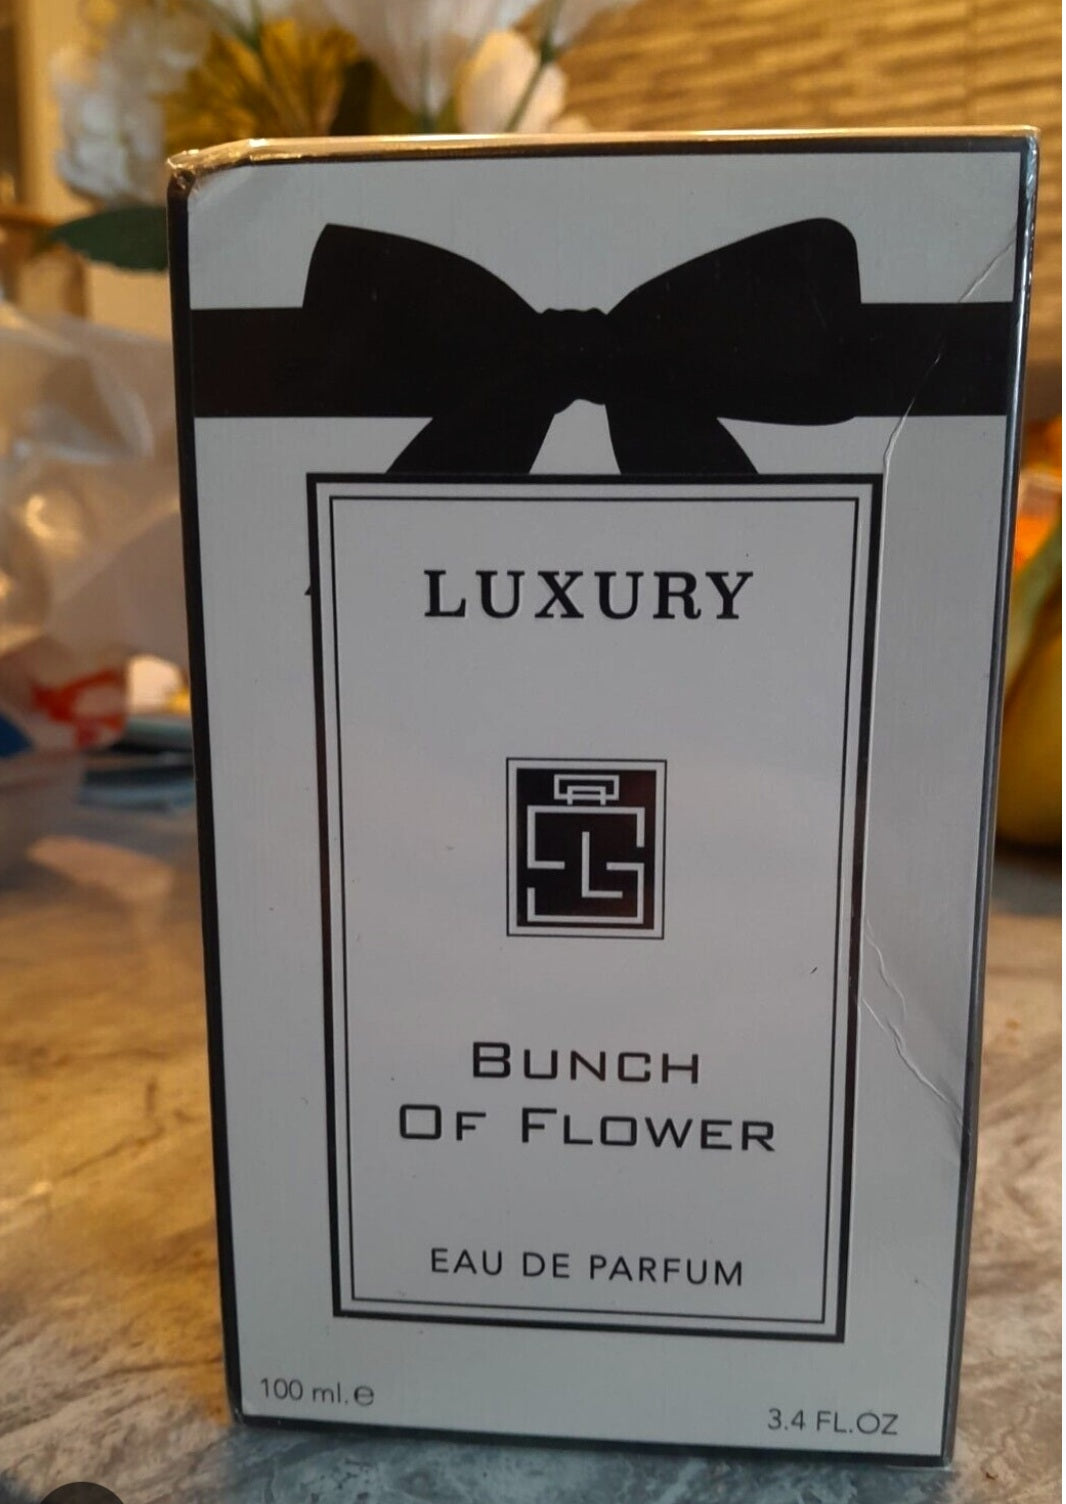 LUXURY
BUNCH
OF FLOWER
EAU DE PARFUM
100 ml.e
3.4 FL.OZ